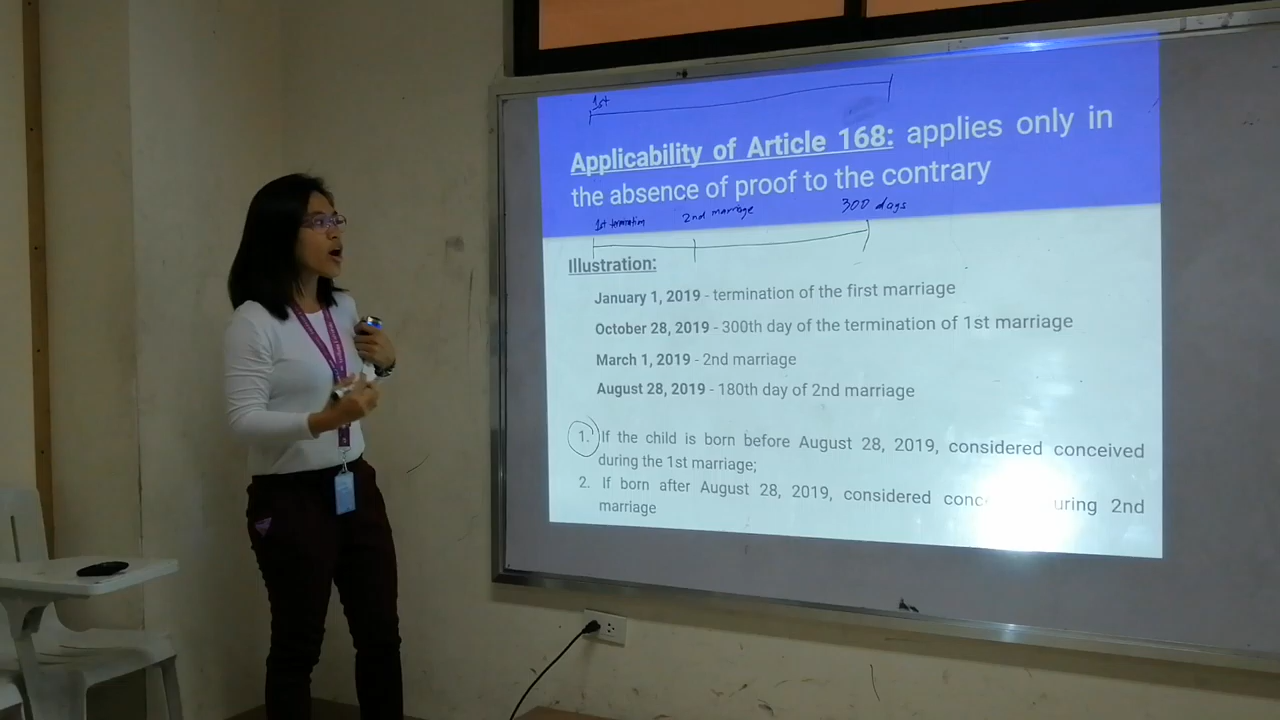 1st
Applicability of Article 168: applies only in
the absence of proof to the contrary
1st termination 2nd marriage 300 days
Illustration:
January 1, 2019 - termination of the first marriage
October 28, 2019 - 300th day of the termination of 1st marriage
March 1, 2019 - 2nd marriage
August 28, 2019 - 180th day of 2nd marriage
1. If the child is born before August 28, 2019, considered conceived
during the 1st marriage;
2. If born after August 28, 2019, considered 2nd
marriage